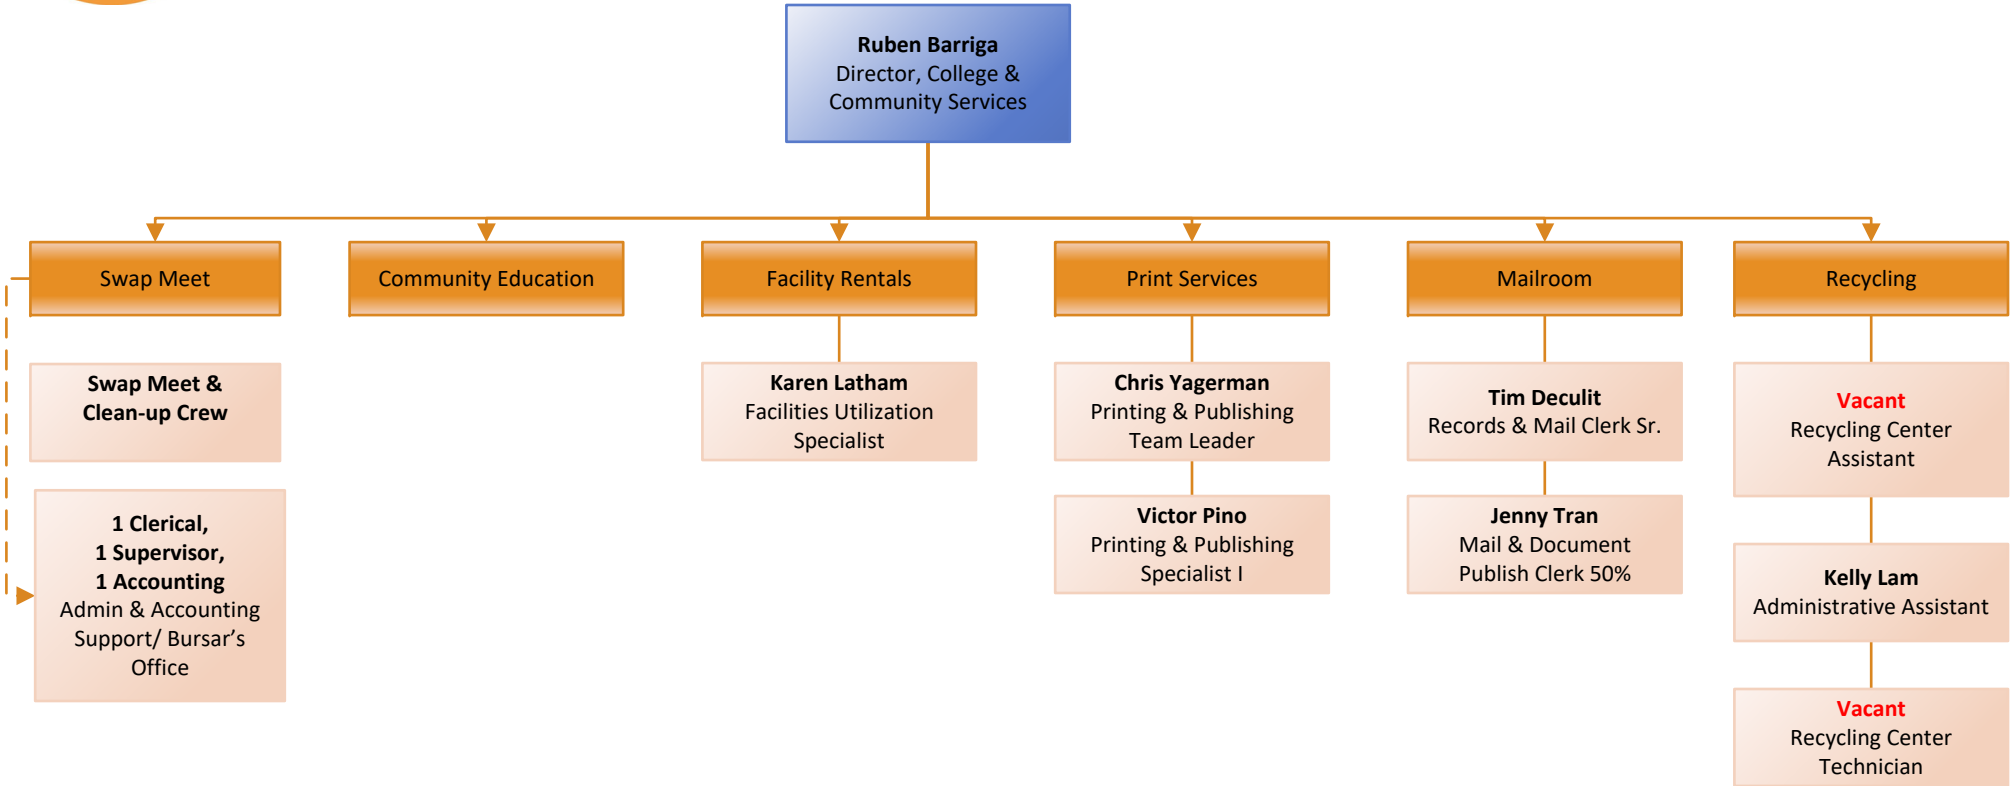 Ruben Barriga
Director, College &
Community Services
Swap Meet
Community Education
Facility Rentals
Print Services
Mailroom
Recycling
Swap Meet &
Clean-up Crew
1 Clerical,
1 Supervisor,
1 Accounting
Admin & Accounting
Support/ Bursar’s
Office
Karen Latham
Facilities Utilization
Specialist
Chris Yagerman
Printing & Publishing
Team Leader
Victor Pino
Printing & Publishing
Specialist I
Tim Deculit
Records & Mail Clerk Sr.
Jenny Tran
Mail & Document
Publish Clerk 50%
Vacant
Recycling Center
Assistant
Kelly Lam
Administrative Assistant
Vacant
Recycling Center
Technician